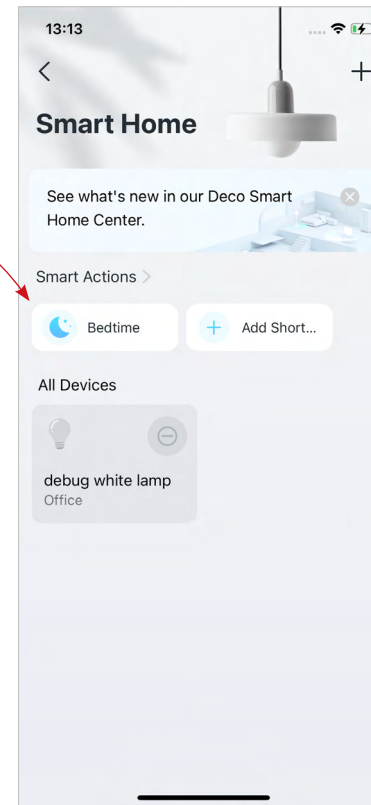 13:13
Smart Home
See what's new in our Deco Smart
Home Center.
Smart Actions
Bedtime
Add Short...
All Devices
debug white lamp
Office